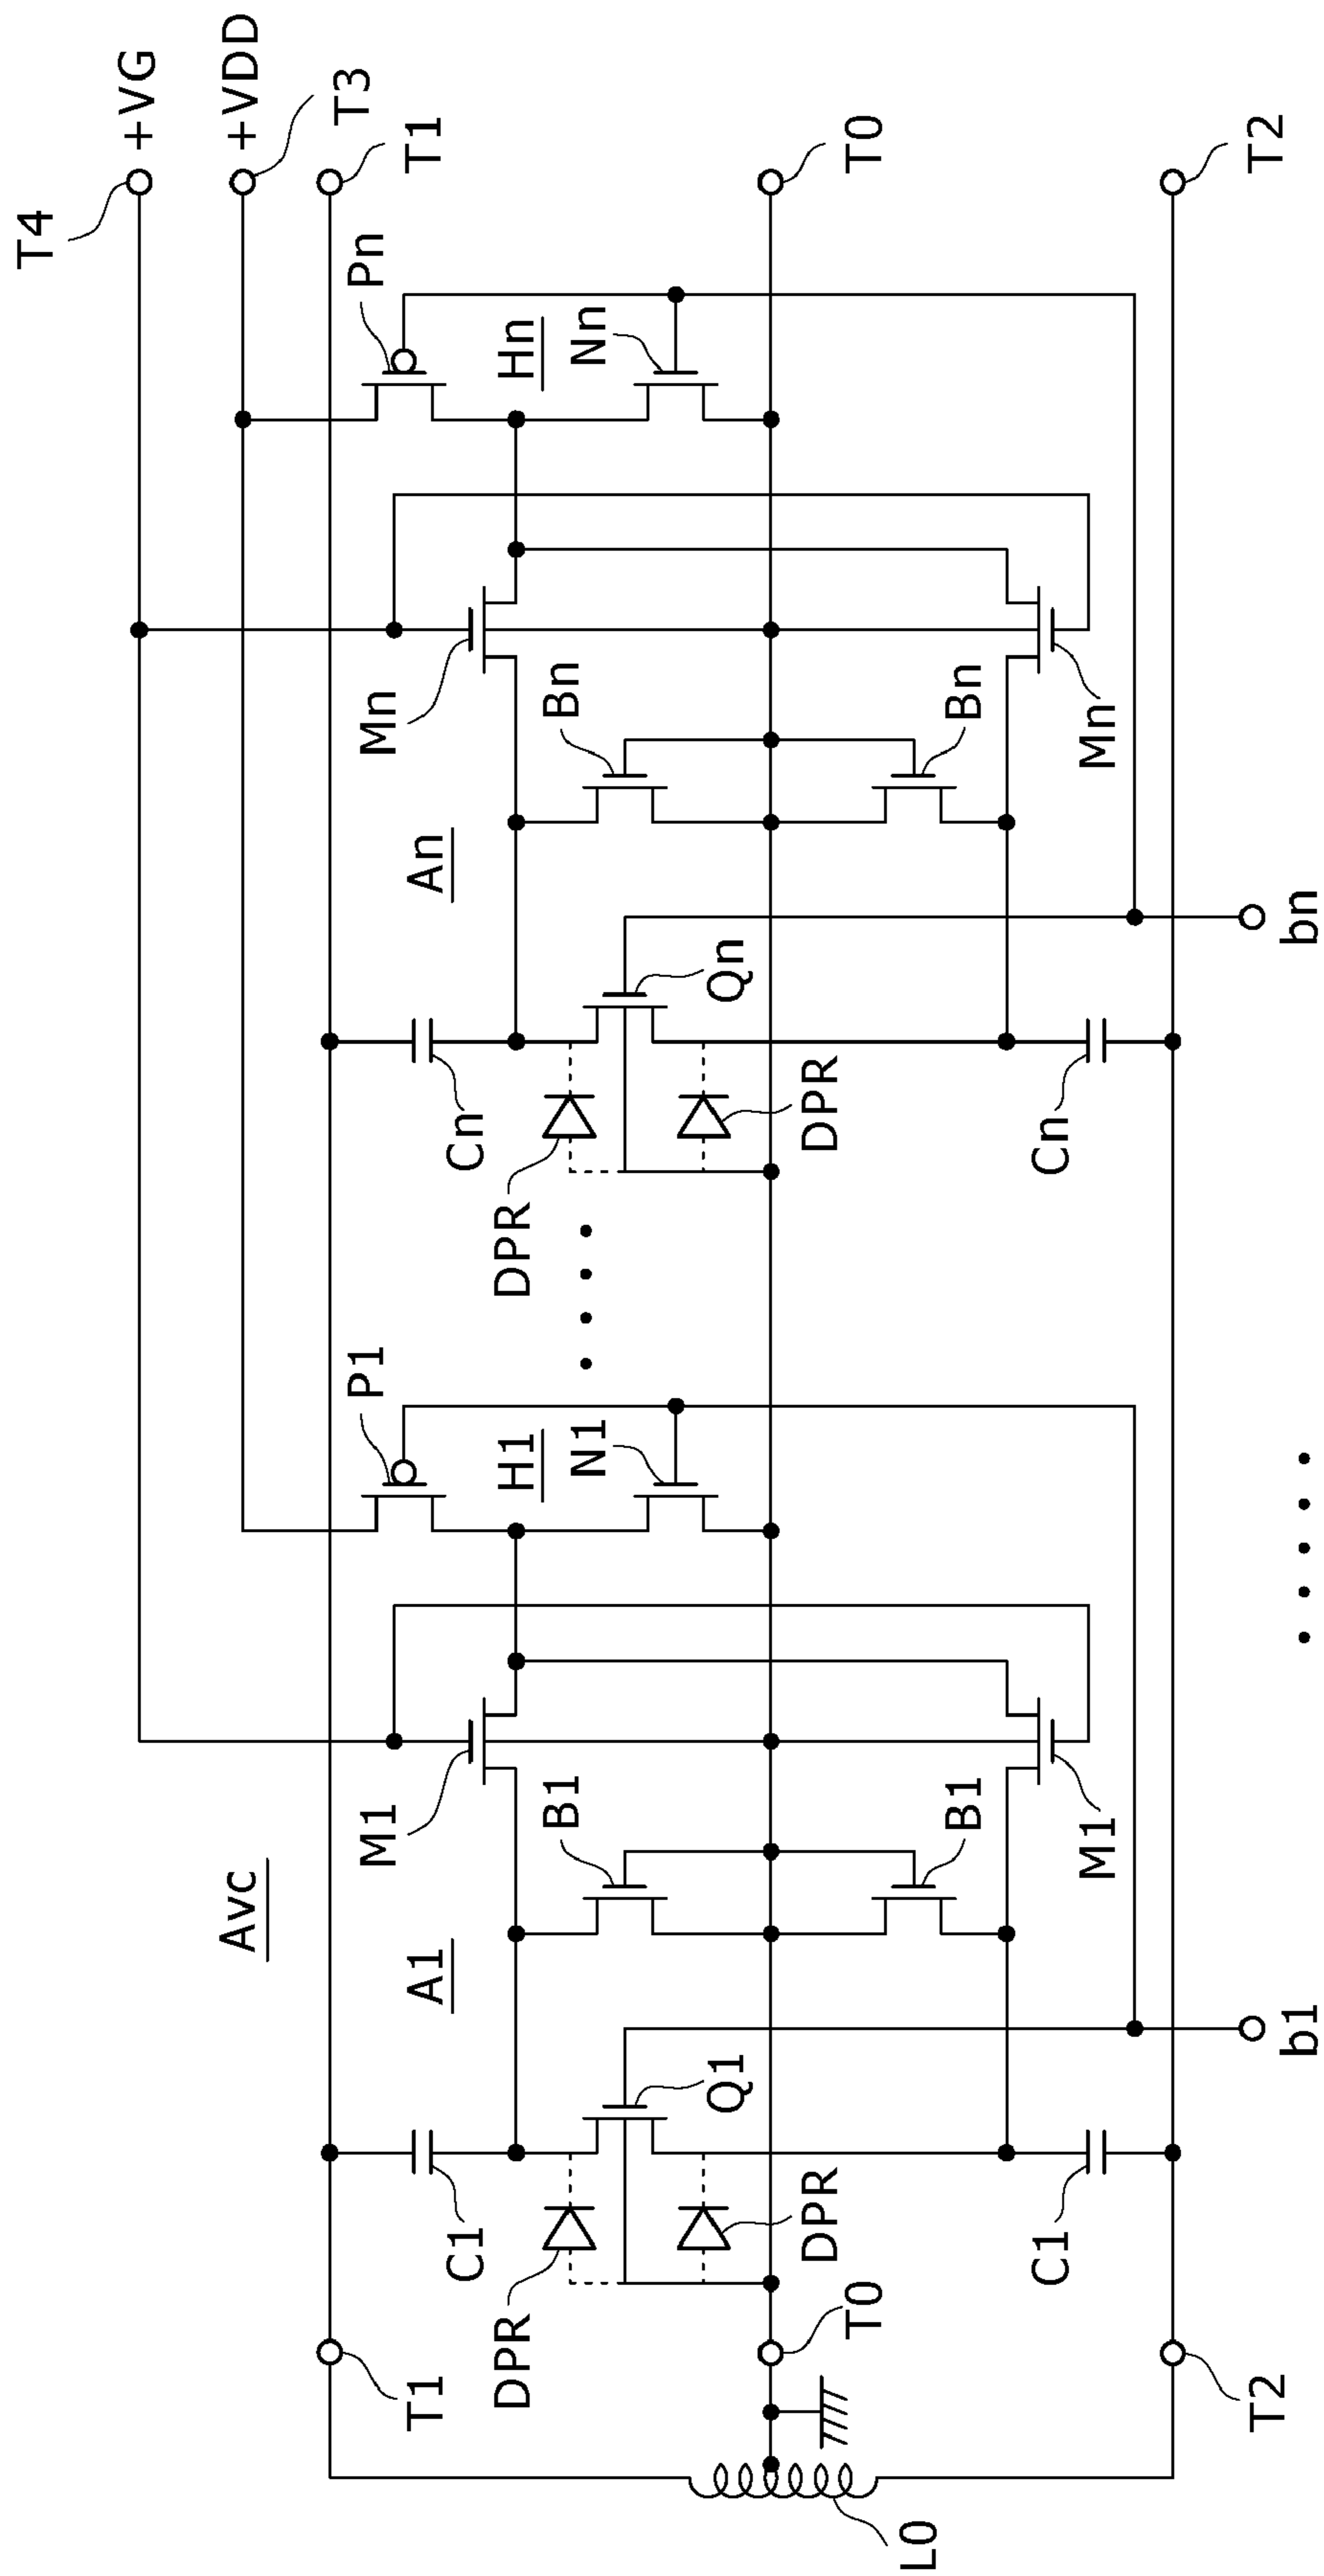 T4
+VG
+VDD
T3
T1
T0
T2
Pn
Hn
Nn
Mn
Bn
Bn
Mn
An
Qn
bn
Cn
DPR
DPR
Cn
P1
H1
N1
Avc
M1
B1
B1
M1
A1
Q1
b1
C1
DPR
DPR
C1
T1
T0
T2
L0